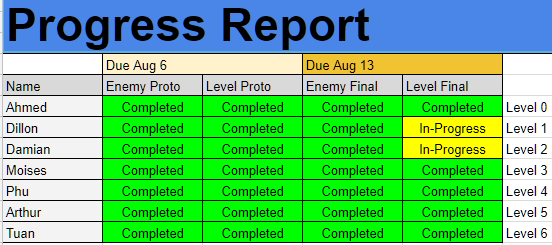 Progress Report
Due Aug 6 Due Aug 13
Name Enemy Proto Level Proto Enemy Final Level Final
Ahmed Completed Completed Completed Completed Level 0
Dillon Completed Completed Completed In-Progress Level 1
Damian Completed Completed Completed In-Progress Level 2
Moises Completed Completed Completed Completed Level 3
Phu Completed Completed Completed Completed Level 4
Arthur Completed Completed Completed Completed Level 5
Tuan Completed Completed Completed Completed Level 6